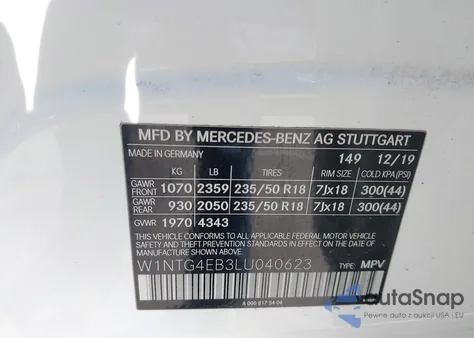 MFD BY MERCEDES-BENZ AG STUTTGART
MADE IN GERMANY 149 12/19
KG LB TIRES RIM SIZE COLD KPA(PSI)
GAWR FRONT 1070 2359 235/50 R18 7Jx18 300(44)
GAWR REAR 930 2050 235/50 R18 7Jx18 300(44)
GVWR 1970 4343
THIS VEHICLE CONFORMS TO ALL APPLICABLE FEDERAL MOTOR VEHICLE
SAFETY, BUMPER AND THEFT PREVENTION STANDARDS IN EFFECT ON THE
DATE OF MANUFACTURE SHOWN ABOVE.
W1NTG4EB3LU040623 TYPE: MPV
A 000 817 54 04
autoSnap
Pewne auta z USA i EU